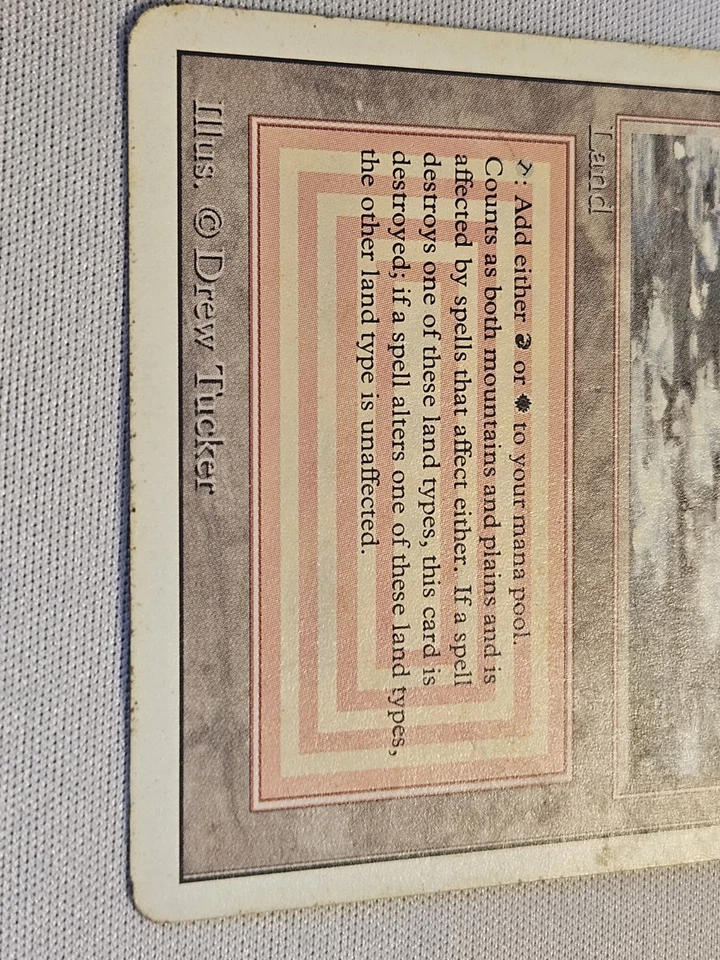 Land
: Add either or to your mana pool.
Counts as both mountains and plains and is
affected by spells that affect either. If a spell
destroys one of these land types, this card is
destroyed; if a spell alters one of these land types,
the other land type is unaffected.
Illus. © Drew Tucker